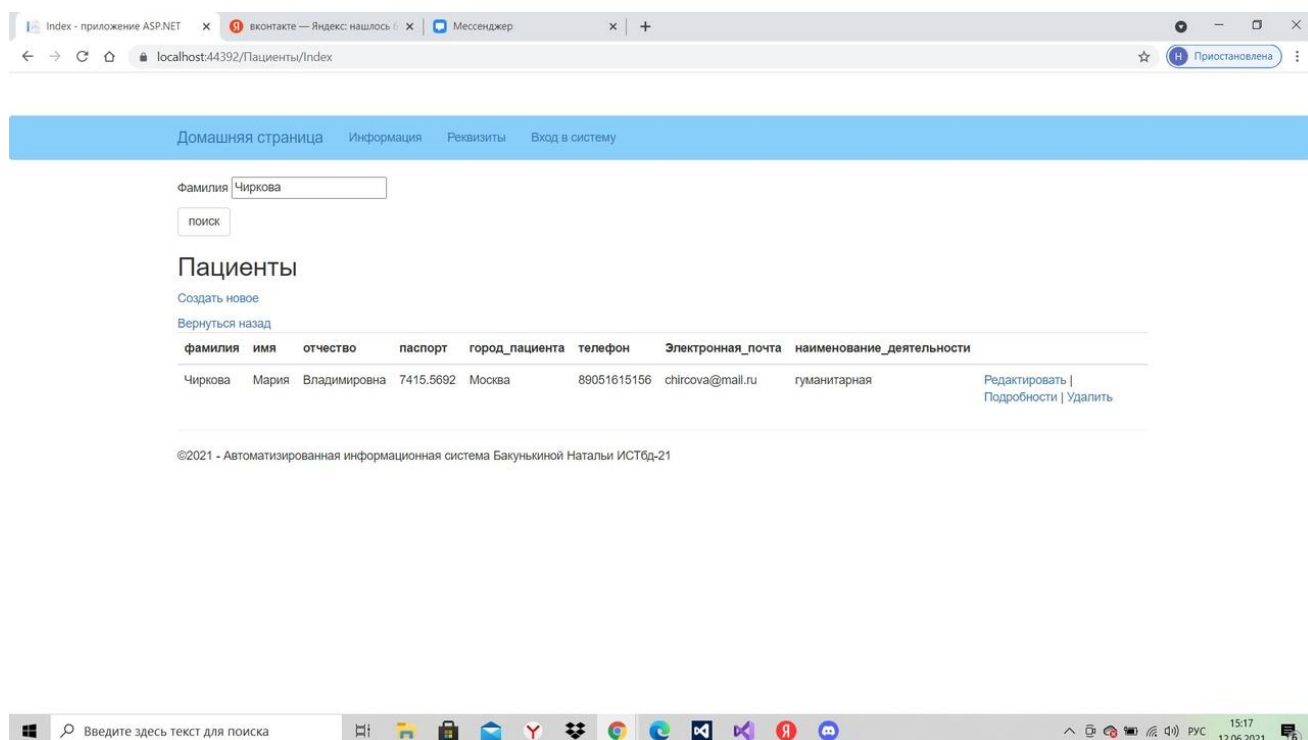 Index - приложение ASP.NET
вконтакте — Яндекс: нашлось
Мессенджер
localhost:44392/Пациенты/Index
Н Приостановлена
Домашняя страница Информация Реквизиты Вход в систему
Фамилия Чиркова
поиск
Пациенты
Создать новое
Вернуться назад
фамилия имя отчество паспорт город_пациента телефон Электронная_почта наименование_деятельности
Чиркова Мария Владимировна 7415.5692 Москва 89051615156 chircova@mail.ru гуманитарная Редактировать |
Подробности | Удалить
©2021 - Автоматизированная информационная система Бакунькиной Натальи ИСТбд-21
Введите здесь текст для поиска
РУС 15:17
12.06.2021